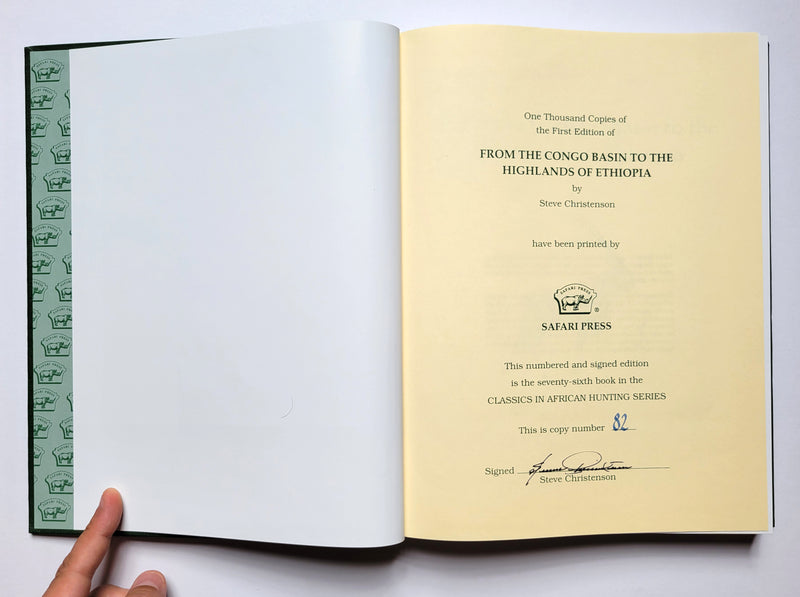 One Thousand Copies of
the First Edition of
FROM THE CONGO BASIN TO THE
HIGHLANDS OF ETHIOPIA
by
Steve Christenson
have been printed by
SAFARI PRESS
®
SAFARI PRESS
This numbered and signed edition
is the seventy-sixth book in the
CLASSICS IN AFRICAN HUNTING SERIES
This is copy number 82
Signed
Steve Christenson